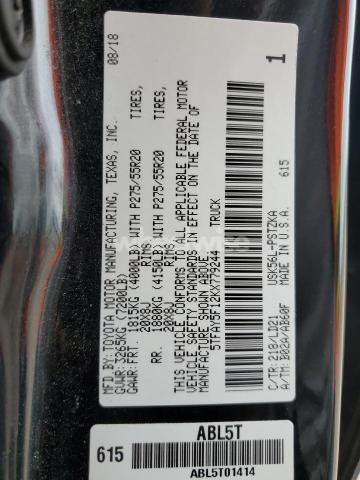 MFD BY: TOYOTA MOTOR MANUFACTURING, TEXAS, INC. 08/18
GVWR: 3265KG (7200LB)
GAWR: FRT. 1815KG (4000LB) WITH P275/55R20 TIRES,
20X8J RIMS
RR. 1880KG (4150LB) WITH P275/55R20 TIRES,
20X8J RIMS
THIS VEHICLE CONFORMS TO ALL APPLICABLE FEDERAL MOTOR
VEHICLE SAFETY STANDARDS IN EFFECT ON THE DATE OF
MANUFACTURE SHOWN ABOVE.
5TFAY5F12KX779244 TRUCK
C/TR: 218/LD21 USK56L-PSTZKA 615
A/TM: B02A/AB60F MADE IN U.S.A. 1
615 ABL5T
ABL5T01414